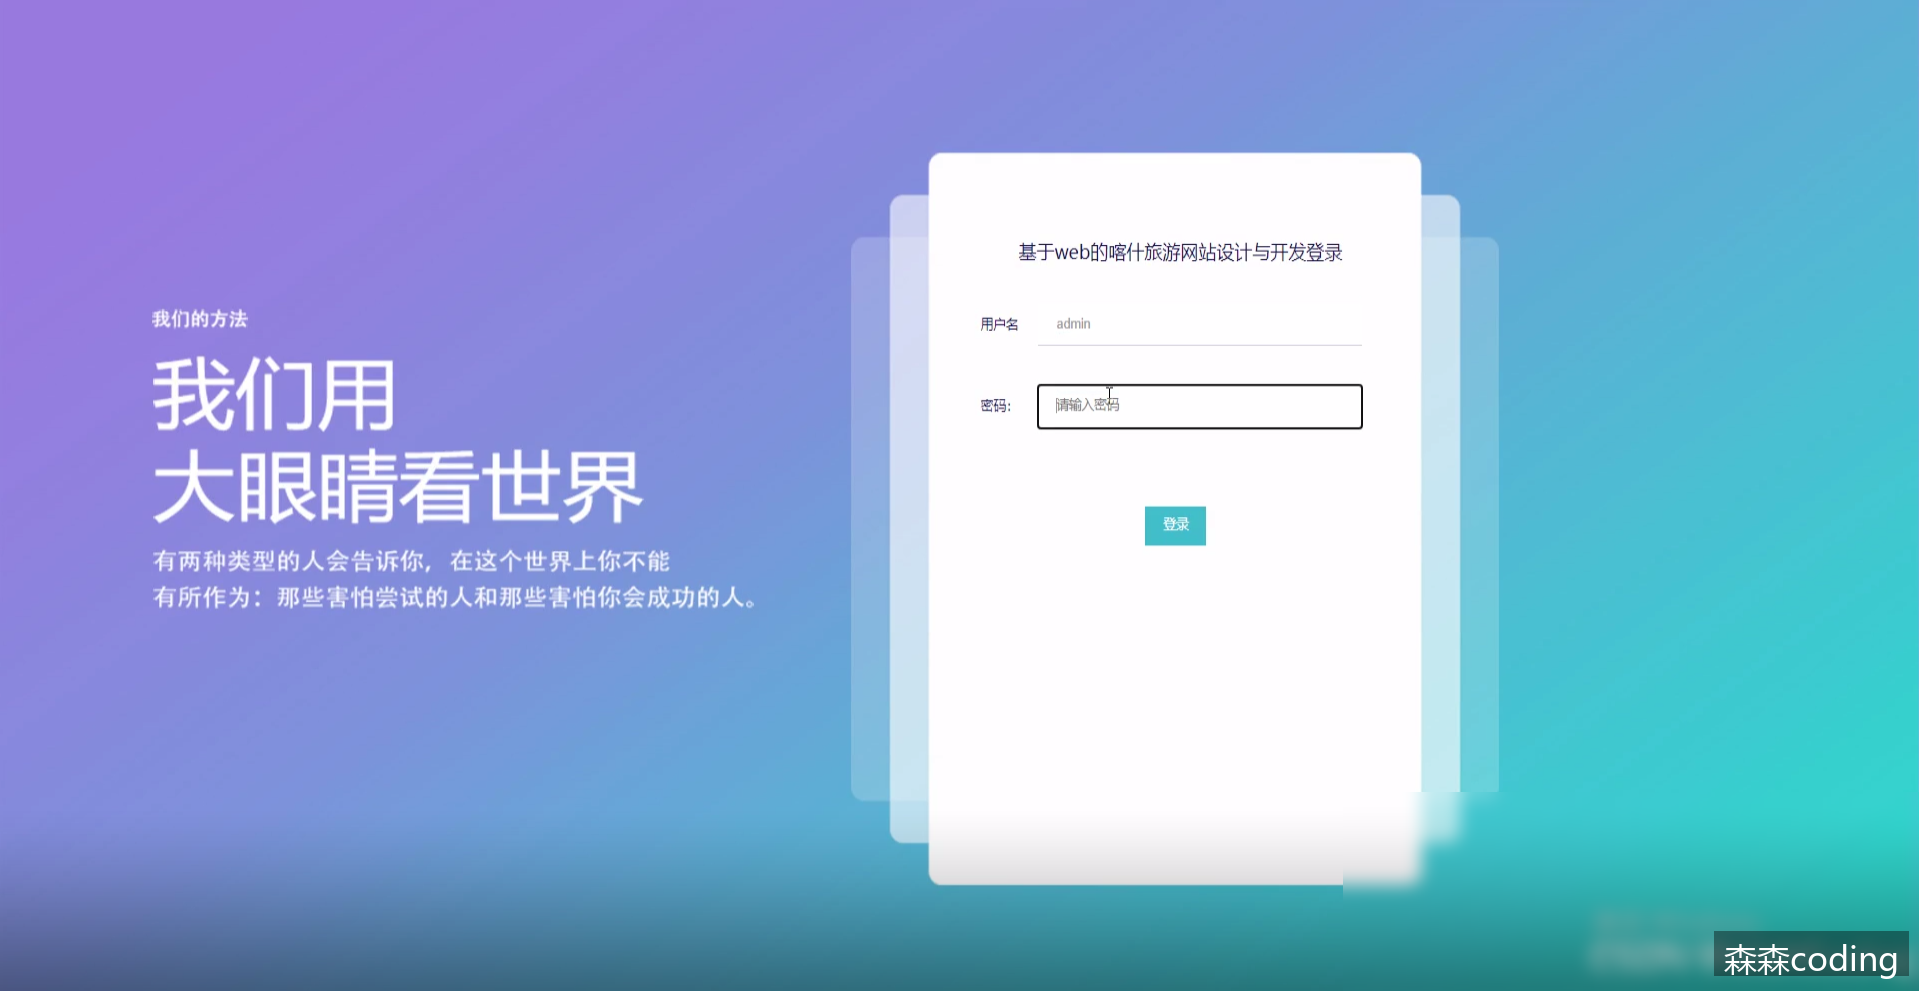 我们的方法
我们用
大眼睛看世界
有两种类型的人会告诉你，在这个世界上你不能
有所作为：那些害怕尝试的人和那些害怕你会成功的人。
基于web的喀什旅游网站设计与开发登录
用户名 admin
密码： 请输入密码
登录
森森coding